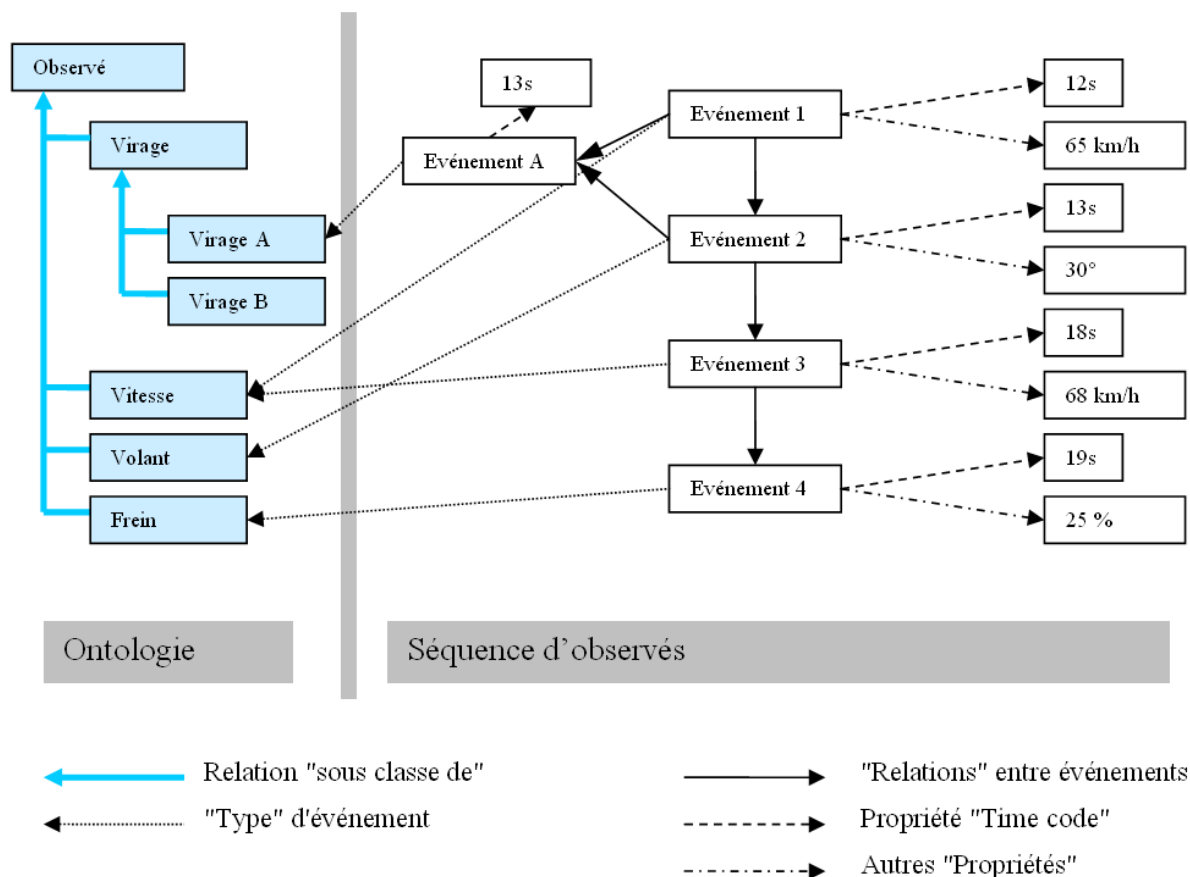 Observé
Virage
Virage A
Virage B
Vitesse
Volant
Frein
13s
Evénement A
Evénement 1
Evénement 2
Evénement 3
Evénement 4
12s
65 km/h
13s
30°
18s
68 km/h
19s
25 %
Ontologie
Séquence d'observés
Relation "sous classe de"
"Type" d'événement
"Relations" entre événements
Propriété "Time code"
Autres "Propriétés"